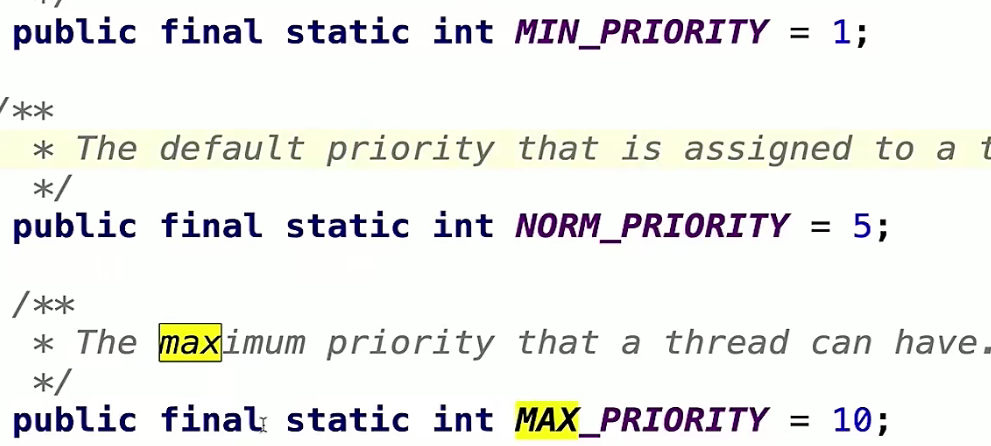 */
public final static int MIN_PRIORITY = 1;
/**
* The default priority that is assigned to a
*/
public final static int NORM_PRIORITY = 5;
/**
* The maximum priority that a thread can have.
*/
public final static int MAX_PRIORITY = 10;